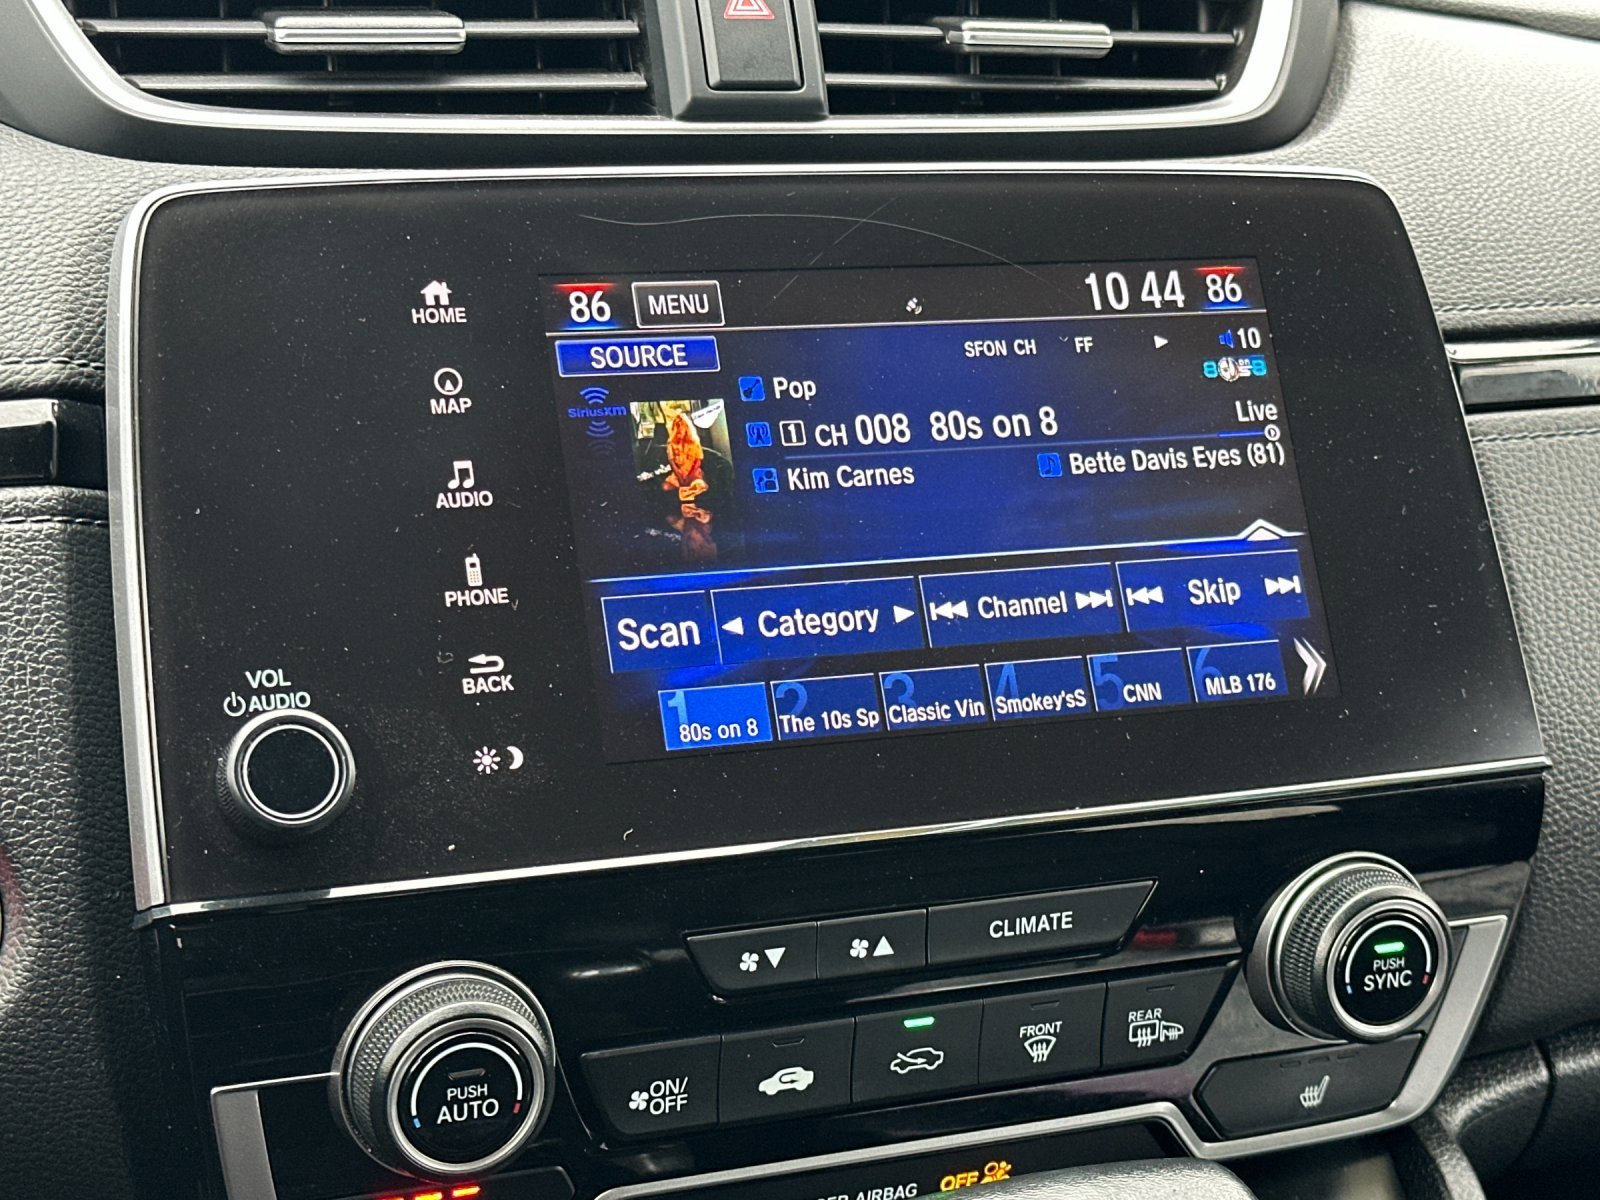 86 MENU 10 44 86
SOURCE SFON CH FF 10
SiriusXM Pop
1 CH 008 80s on 8 Live
Kim Carnes Bette Davis Eyes (81)
Scan Category Channel Skip
1 80s on 8 2 The 10s Sp 3 Classic Vin 4 Smokey'sS 5 CNN 6 MLB 176
HOME
MAP
AUDIO
PHONE
BACK
VOL
AUDIO
CLIMATE
PUSH
AUTO
ON/
OFF
FRONT
REAR
PUSH
SYNC
AIRBAG OFF